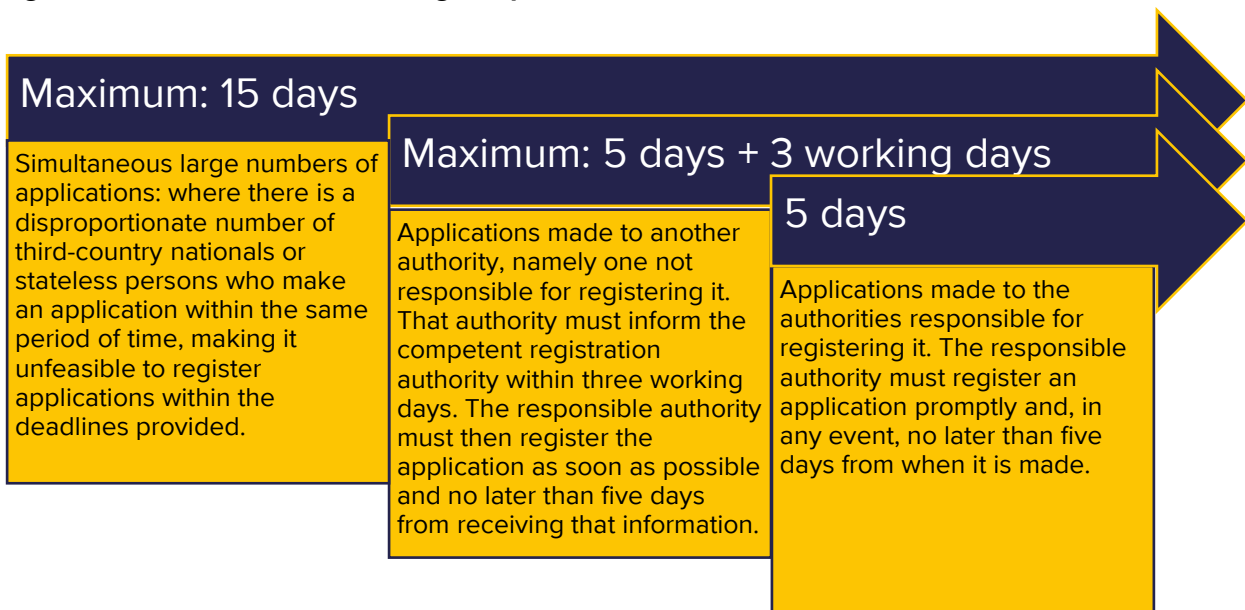 Maximum: 15 days
Simultaneous large numbers of
applications: where there is a
disproportionate number of
third-country nationals or
stateless persons who make
an application within the same
period of time, making it
unfeasible to register
applications within the
deadlines provided.
Maximum: 5 days + 3 working days
Applications made to another
authority, namely one not
responsible for registering it.
That authority must inform the
competent registration
authority within three working
days. The responsible authority
must then register the
application as soon as possible
and no later than five days
from receiving that information.
5 days
Applications made to the
authorities responsible for
registering it. The responsible
authority must register an
application promptly and, in
any event, no later than five
days from when it is made.